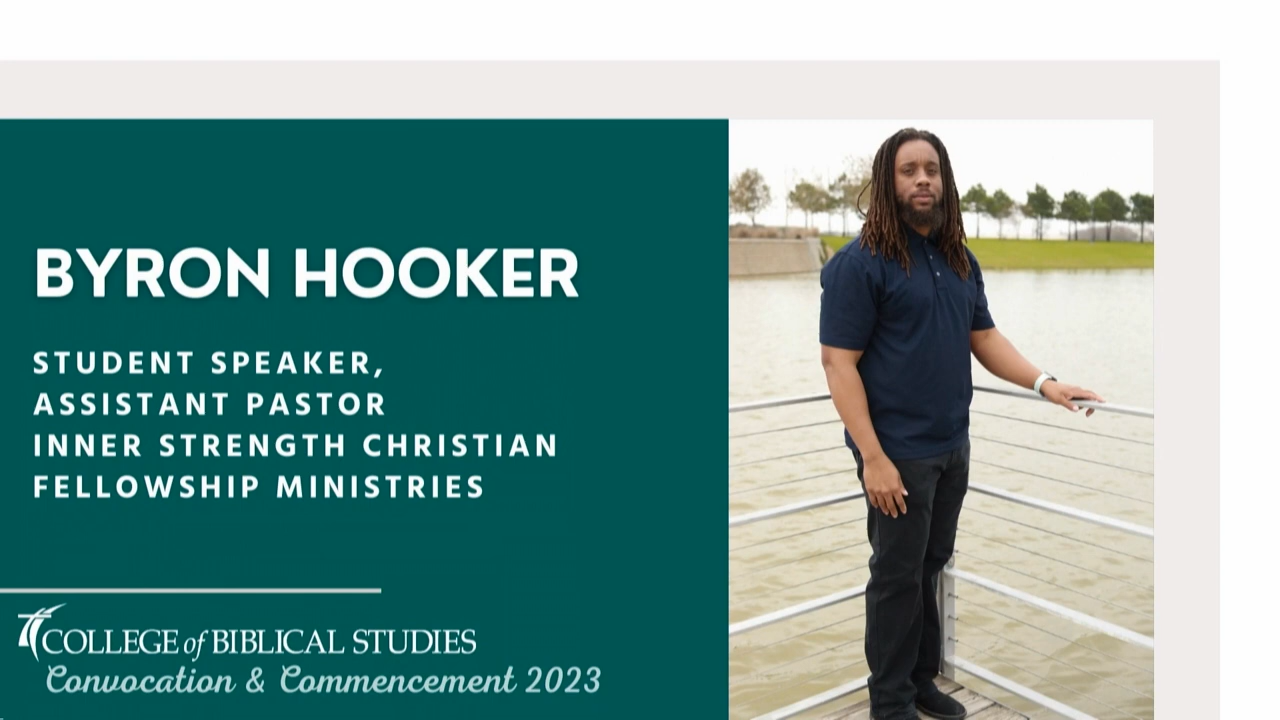 BYRON HOOKER
STUDENT SPEAKER,
ASSISTANT PASTOR
INNER STRENGTH CHRISTIAN
FELLOWSHIP MINISTRIES
COLLEGE of BIBLICAL STUDIES
Convocation & Commencement 2023